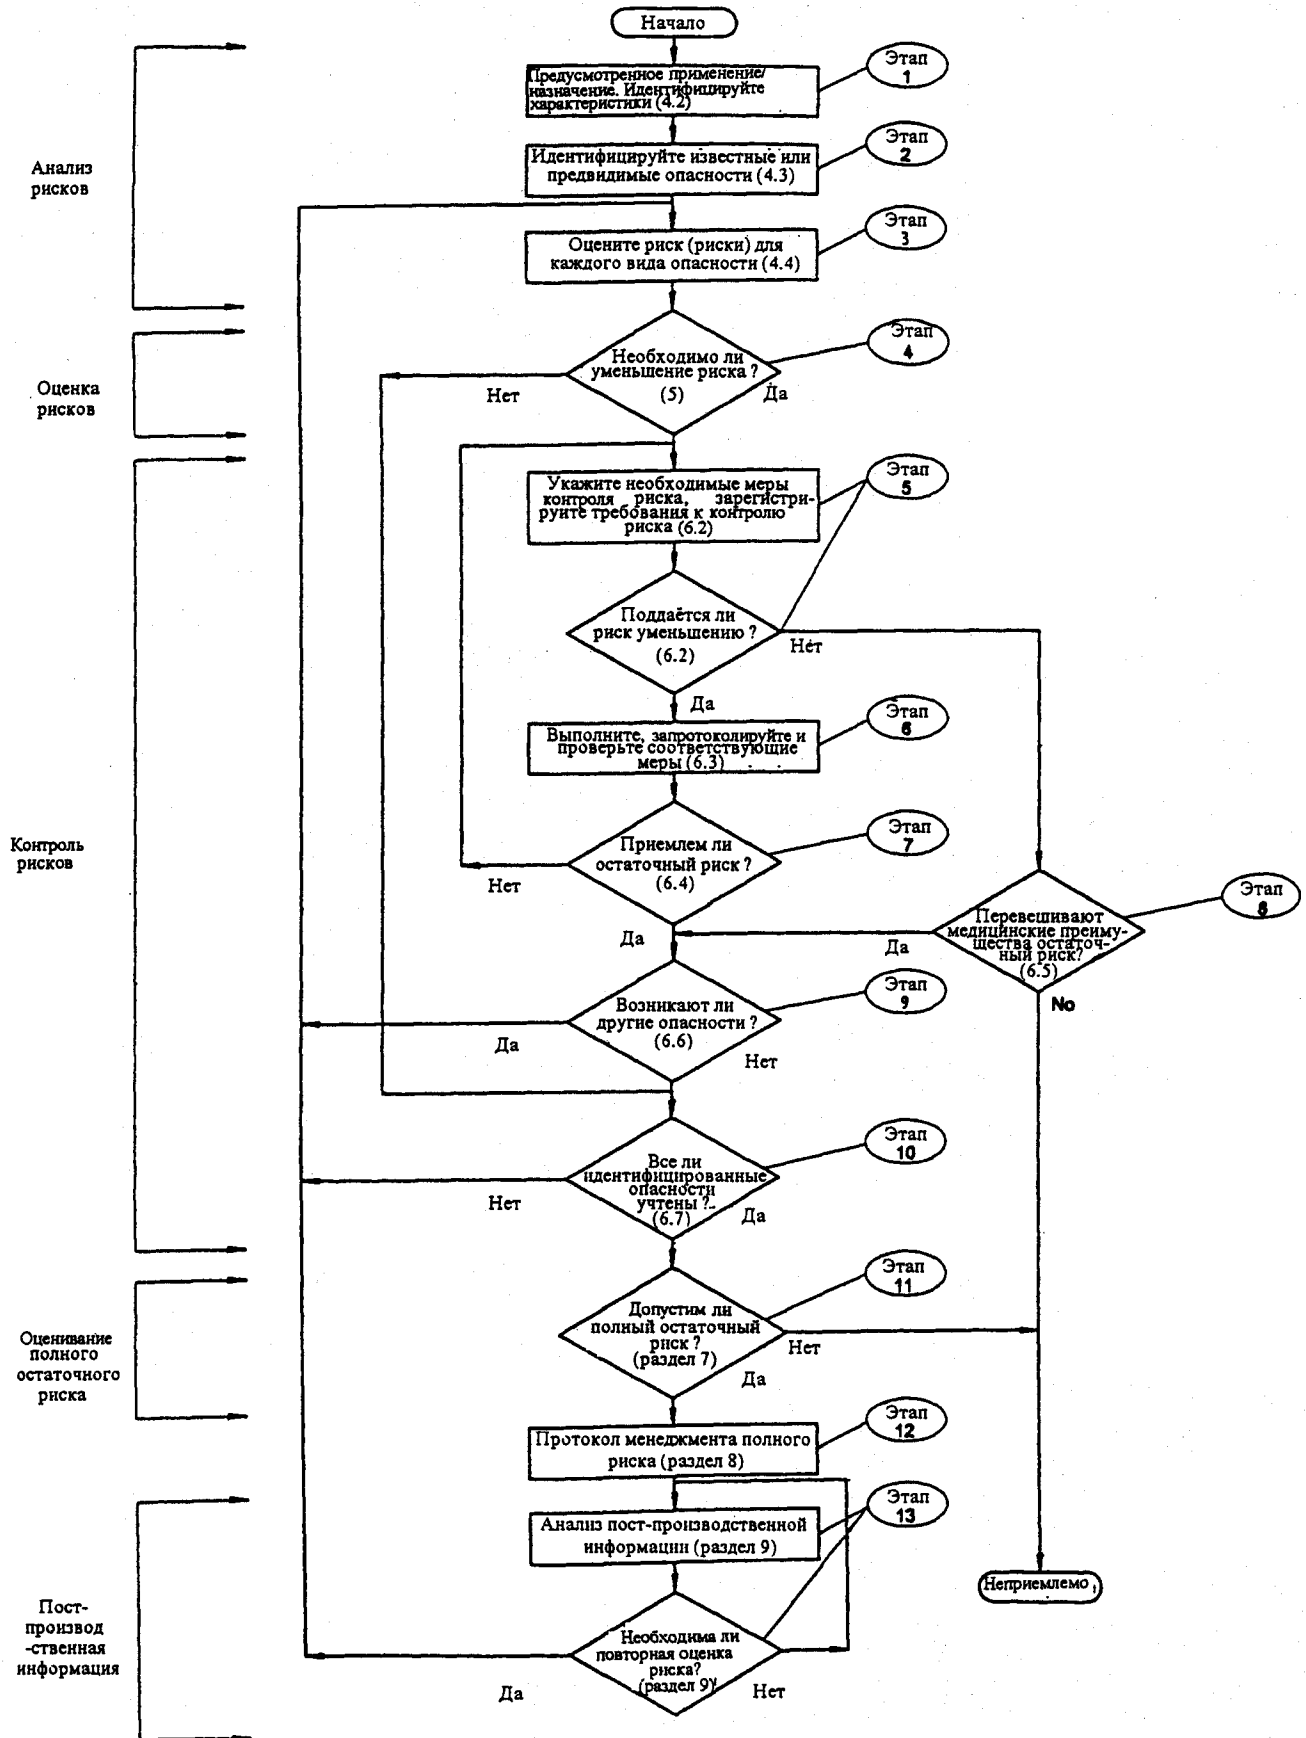 Начало
Этап
1
Предусмотренное применение/
назначение. Идентифицируйте
характеристики (4.2)
Этап
2
Идентифицируйте известные или
предвидимые опасности (4.3)
Анализ
рисков
Этап
3
Оцените риск (риски) для
каждого вида опасности (4.4)
Этап
4
Необходимо ли
уменьшение риска ?
(5)
Нет
Да
Оценка
рисков
Этап
5
Укажите необходимые меры
контроля риска, зарегистри-
руите требования к контролю
риска (6.2)
Поддаётся ли
риск уменьшению ?
(6.2)
Нет
Да
Этап
6
Выполните, запротоколируйте и
проверьте соответствующие
меры (6.3)
Этап
7
Приемлем ли
остаточный риск ?
(6.4)
Нет
Да
Контроль
рисков
Этап
8
Перевешивают
медицинские преиму-
щества остаточ-
ный риск?
(6.5)
Да
No
Этап
9
Возникают ли
другие опасности ?
(6.6)
Да
Нет
Этап
10
Все ли
идентифицированные
опасности
учтены ?
(6.7)
Нет
Да
Этап
11
Допустим ли
полный остаточный
риск ?
(раздел 7)
Нет
Да
Оценивание
полного
остаточного
риска
Этап
12
Протокол менеджмента полного
риска (раздел 8)
Этап
13
Анализ пост-производственной
информации (раздел 9)
Неприемлемо
Необходима ли
повторная оценка
риска?
(раздел 9)
Да
Нет
Пост-
производ
-ственная
информация